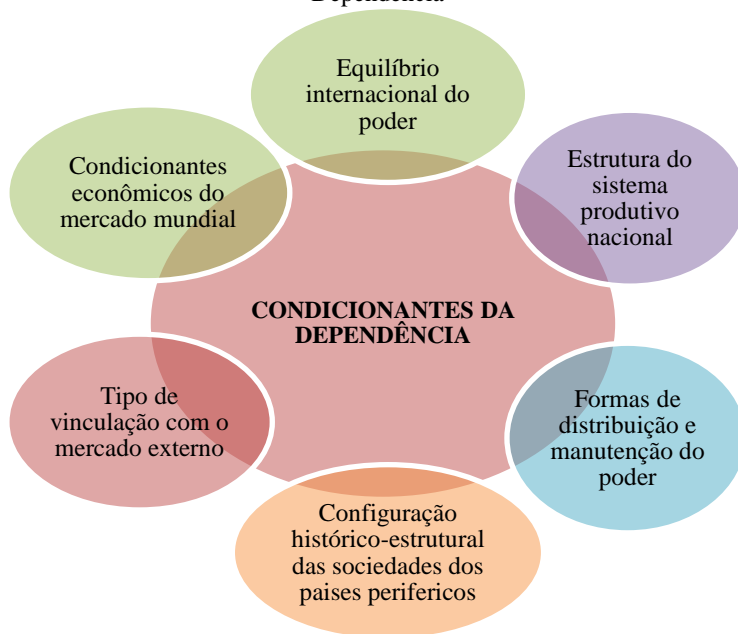 Dependência
Equilíbrio
internacional do
poder
Condicionantes
econômicos do
mercado mundial
Estrutura do
sistema
produtivo
nacional
CONDICIONANTES DA
DEPENDÊNCIA
Tipo de
vinculação com o
mercado externo
Formas de
distribuição e
manutenção do
poder
Configuração
histórico-estrutural
das sociedades dos
paises perifericos